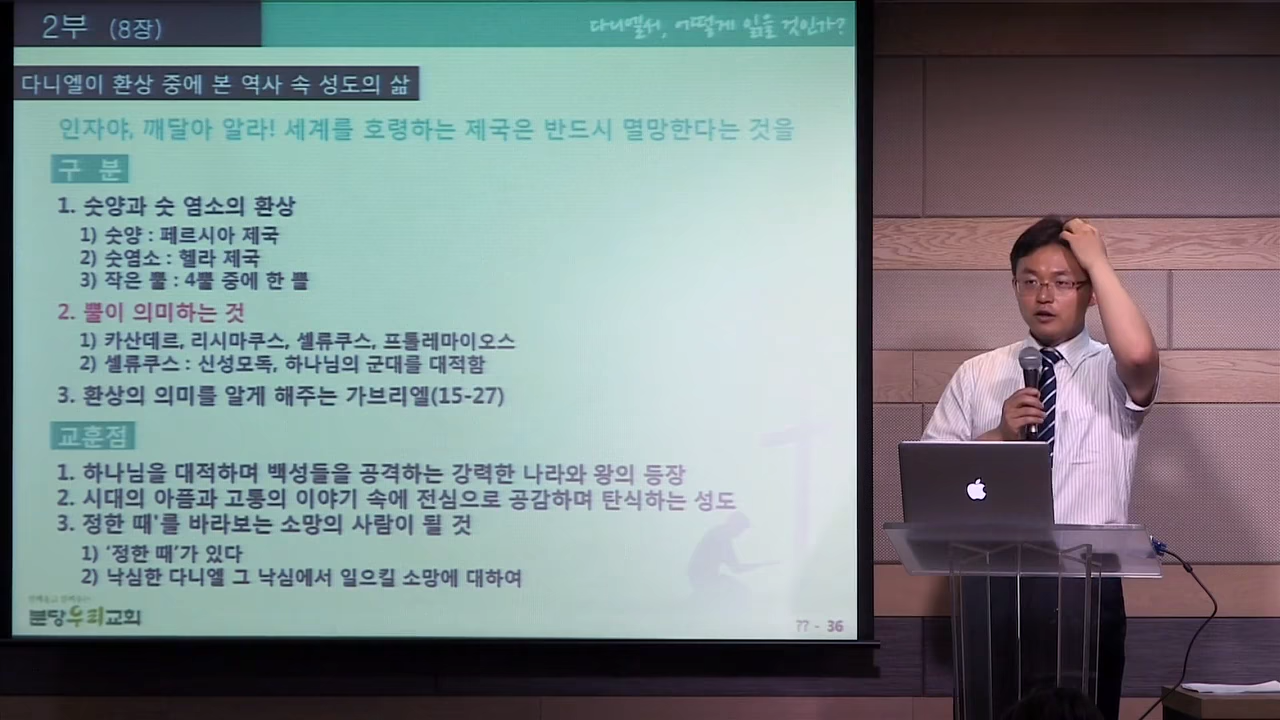 2부 (8장)
다니엘서, 어떻게 읽을 것인가?
다니엘이 환상 중에 본 역사 속 성도의 삶
인자야, 깨달아 알라! 세계를 호령하는 제국은 반드시 멸망한다는 것을
구 분
1. 숫양과 숫 염소의 환상
1) 숫양 : 페르시아 제국
2) 숫염소 : 헬라 제국
3) 작은 뿔 : 4뿔 중에 한 뿔
2. 뿔이 의미하는 것
1) 카산데르, 리시마쿠스, 셀류쿠스, 프톨레마이오스
2) 셀류쿠스 : 신성모독, 하나님의 군대를 대적함
3. 환상의 의미를 알게 해주는 가브리엘(15-27)
교훈점
1. 하나님을 대적하며 백성들을 공격하는 강력한 나라와 왕의 등장
2. 시대의 아픔과 고통의 이야기 속에 전심으로 공감하며 탄식하는 성도
3. 정한 때'를 바라보는 소망의 사람이 될 것
1) '정한 때'가 있다
2) 낙심한 다니엘 그 낙심에서 일으킬 소망에 대하여
분당우리교회
?? - 36